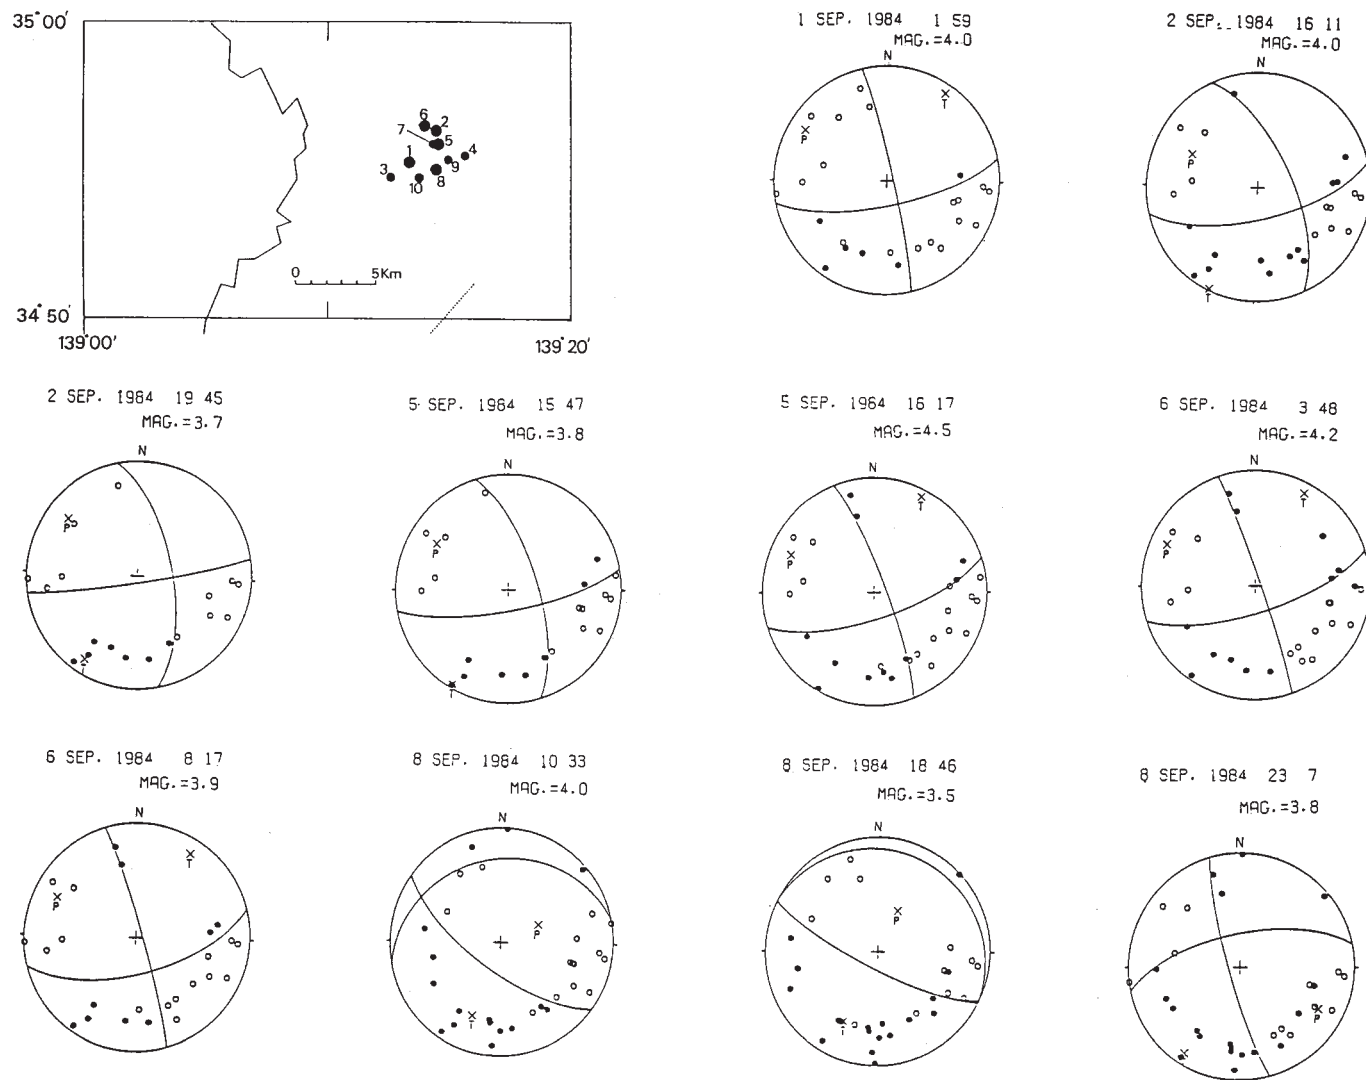 35°00'
34°50'
139°00'
139°20'
6
2
7
5
1
4
9
3
8
10
0 5Km
1 SEP. 1984 1 59
MAG.=4.0
N
T
P
2 SEP. 1984 16 11
MAG.=4.0
N
P
T
2 SEP. 1984 19 45
MAG.=3.7
N
P
T
5 SEP. 1984 15 47
MAG.=3.8
N
P
T
5 SEP. 1984 16 17
MAG.=4.5
N
T
P
6 SEP. 1984 3 48
MAG.=4.2
N
T
P
6 SEP. 1984 8 17
MAG.=3.9
N
T
P
8 SEP. 1984 10 33
MAG.=4.0
N
P
T
8 SEP. 1984 18 46
MAG.=3.5
N
P
T
8 SEP. 1984 23 7
MAG.=3.8
N
P
T